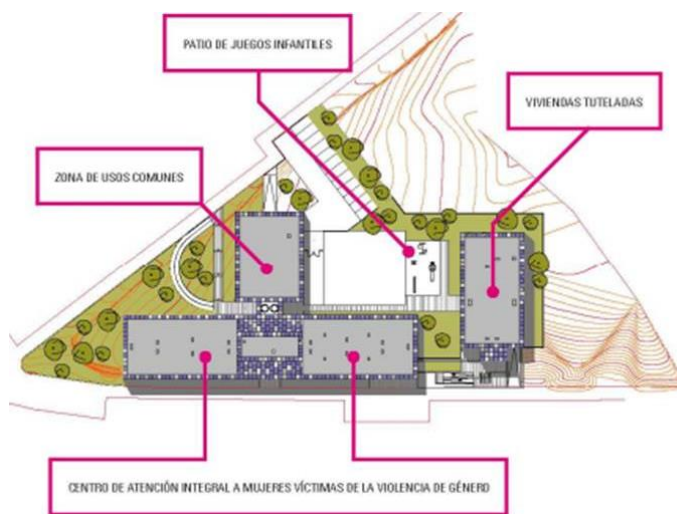 PATIO DE JUEGOS INFANTILES
VIVIENDAS TUTELADAS
ZONA DE USOS COMUNES
CENTRO DE ATENCIÓN INTEGRAL A MUJERES VÍCTIMAS DE LA VIOLENCIA DE GÉNERO